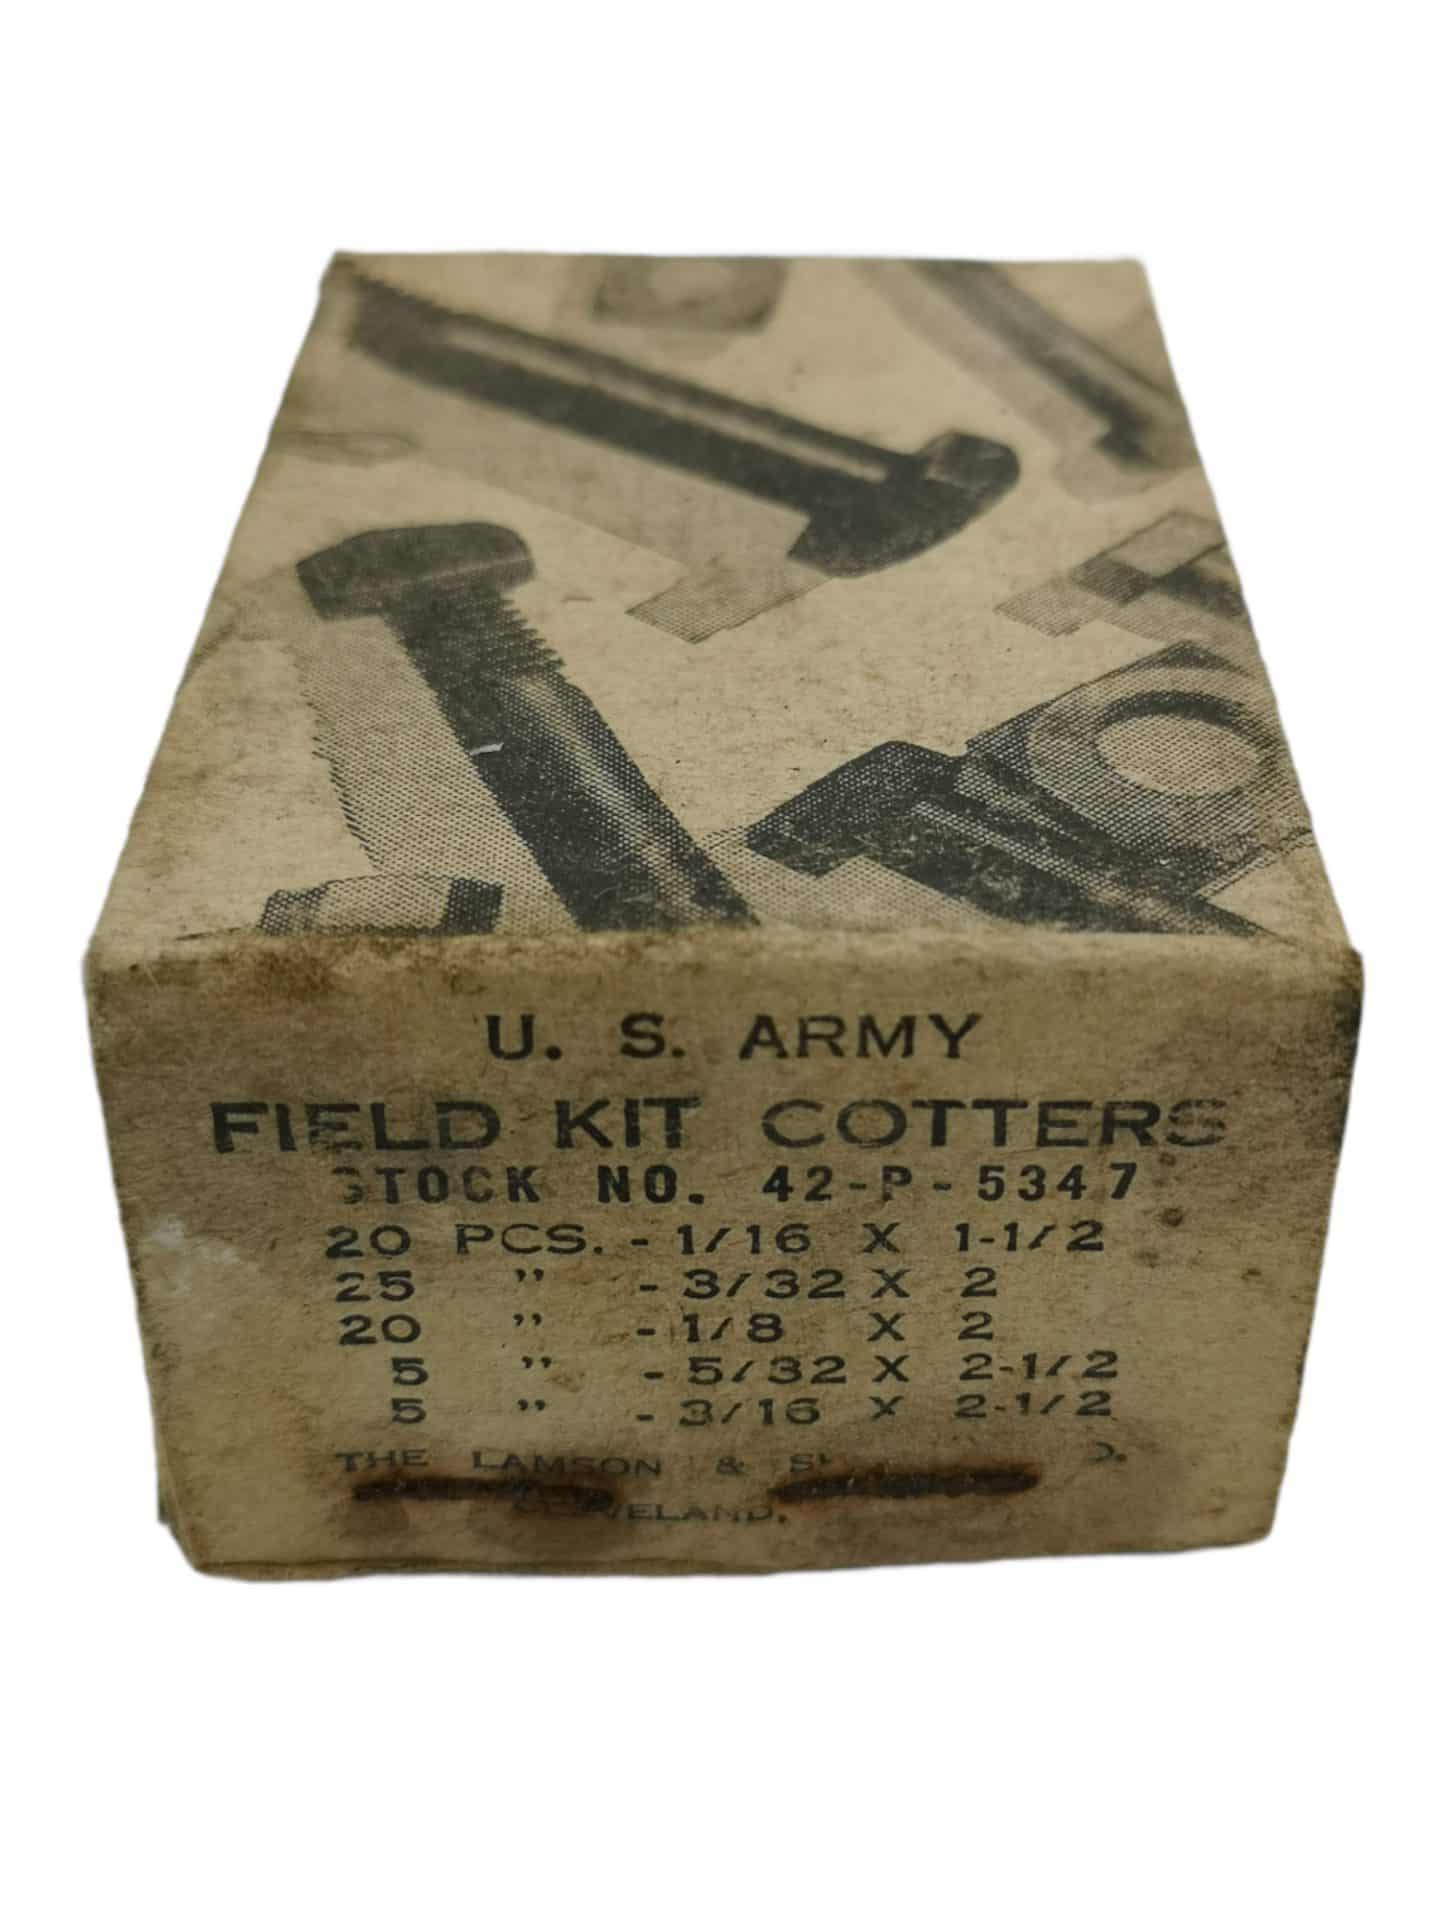 U. S. ARMY
FIELD KIT COTTERS
STOCK NO. 42-P-5347
20 PCS. - 1/16 X 1-1/2
25 " - 3/32 X 2
20 " - 1/8 X 2
5 " - 5/32 X 2-1/2
5 " - 3/16 X 2-1/2
THE LAMSON &
CLEVELAND,